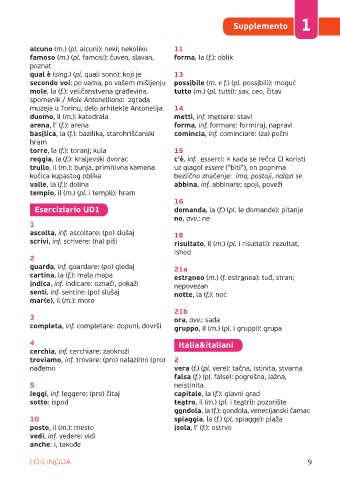 Supplemento 1
alcuno (m.) (pl. alcuni): neki; nekoliko
famoso (m.) (pl. famosi): čuven, slavan,
poznat
qual è (sing.) (pl. quali sono): koji je
secondo voi: po vama, po vašem mišljenju
mole, la (f.): veličanstvena građevina,
spomenik / Mole Antonelliana: zgrada
muzeja u Torinu, delo arhitekte Antonelija
duomo, il (m.): katedrala
arena, l' (f.): arena
basilica, la (f.): bazilika, starohrišćanski
hram
torre, la (f.): toranj; kula
reggia, la (f.): kraljevski dvorac
trullo, il (m.): bunja, primitivna kamena
kućica kupastog oblika
valle, la (f.): dolina
tempio, il (m.) (pl. i templi): hram
Eserciziario UD1
1
ascolta, inf. ascoltare: (po) slušaj
scrivi, inf. scrivere: (na) piši
2
guarda, inf. guardare: (po) gledaj
cartina, la (f.): mala mapa
indica, inf. indicare: označi, pokaži
senti, inf. sentire: (po) slušaj
mar(e), il (m.): more
3
completa, inf. completare: dopuni, dovrši
4
cerchia, inf. cerchiare: zaokruži
troviamo, inf. trovare: (pro) nalazimo (pro)
nađemo
5
leggi, inf. leggere: (pro) čitaj
sotto: ispod
10
posto, il (m.): mesto
vedi, inf. vedere: vidi
anche: i, takođe
11
forma, la (f.): oblik
13
possibile (m. e f.) (pl. possibili): moguć
tutto (m.) (pl. tutti): sav, ceo, čitav
14
metti, inf. mettere: stavi
forma, inf. formare: formiraj, napravi
comincia, inf. cominciare: (za) počni
15
c'è, inf. esserci: × kada se rečca CI koristi
uz glagol essere ("biti"), on poprima
bezlično značenje: ima, postoji, nalazi se
abbina, inf. abbinare: spoji, poveži
16
domanda, la (f.) (pl. le domande): pitanje
no, avv.: ne
18
risultato, il (m.) (pl. i risultati): rezultat,
ishod
21a
estraneo (m.) (f. estranea): tuđ, stran;
nepovezan
notte, la (f.): noć
21b
ora, avv.: sada
gruppo, il (m.) (pl. i gruppi): grupa
Italia&italiani
2
vera (f.) (pl. vere): tačna, istinita, stvarna
falsa (f.) (pl. false): pogrešna, lažna,
neistinita
capitale, la (f.): glavni grad
teatro, il (m.) (pl. i teatri): pozorište
gondola, la (f.): gondola, venecijanski čamac
spiaggia, la (f.) (pl. spiagge): plaža
isola, l' (f.): ostrvo
EDILINGUA
9